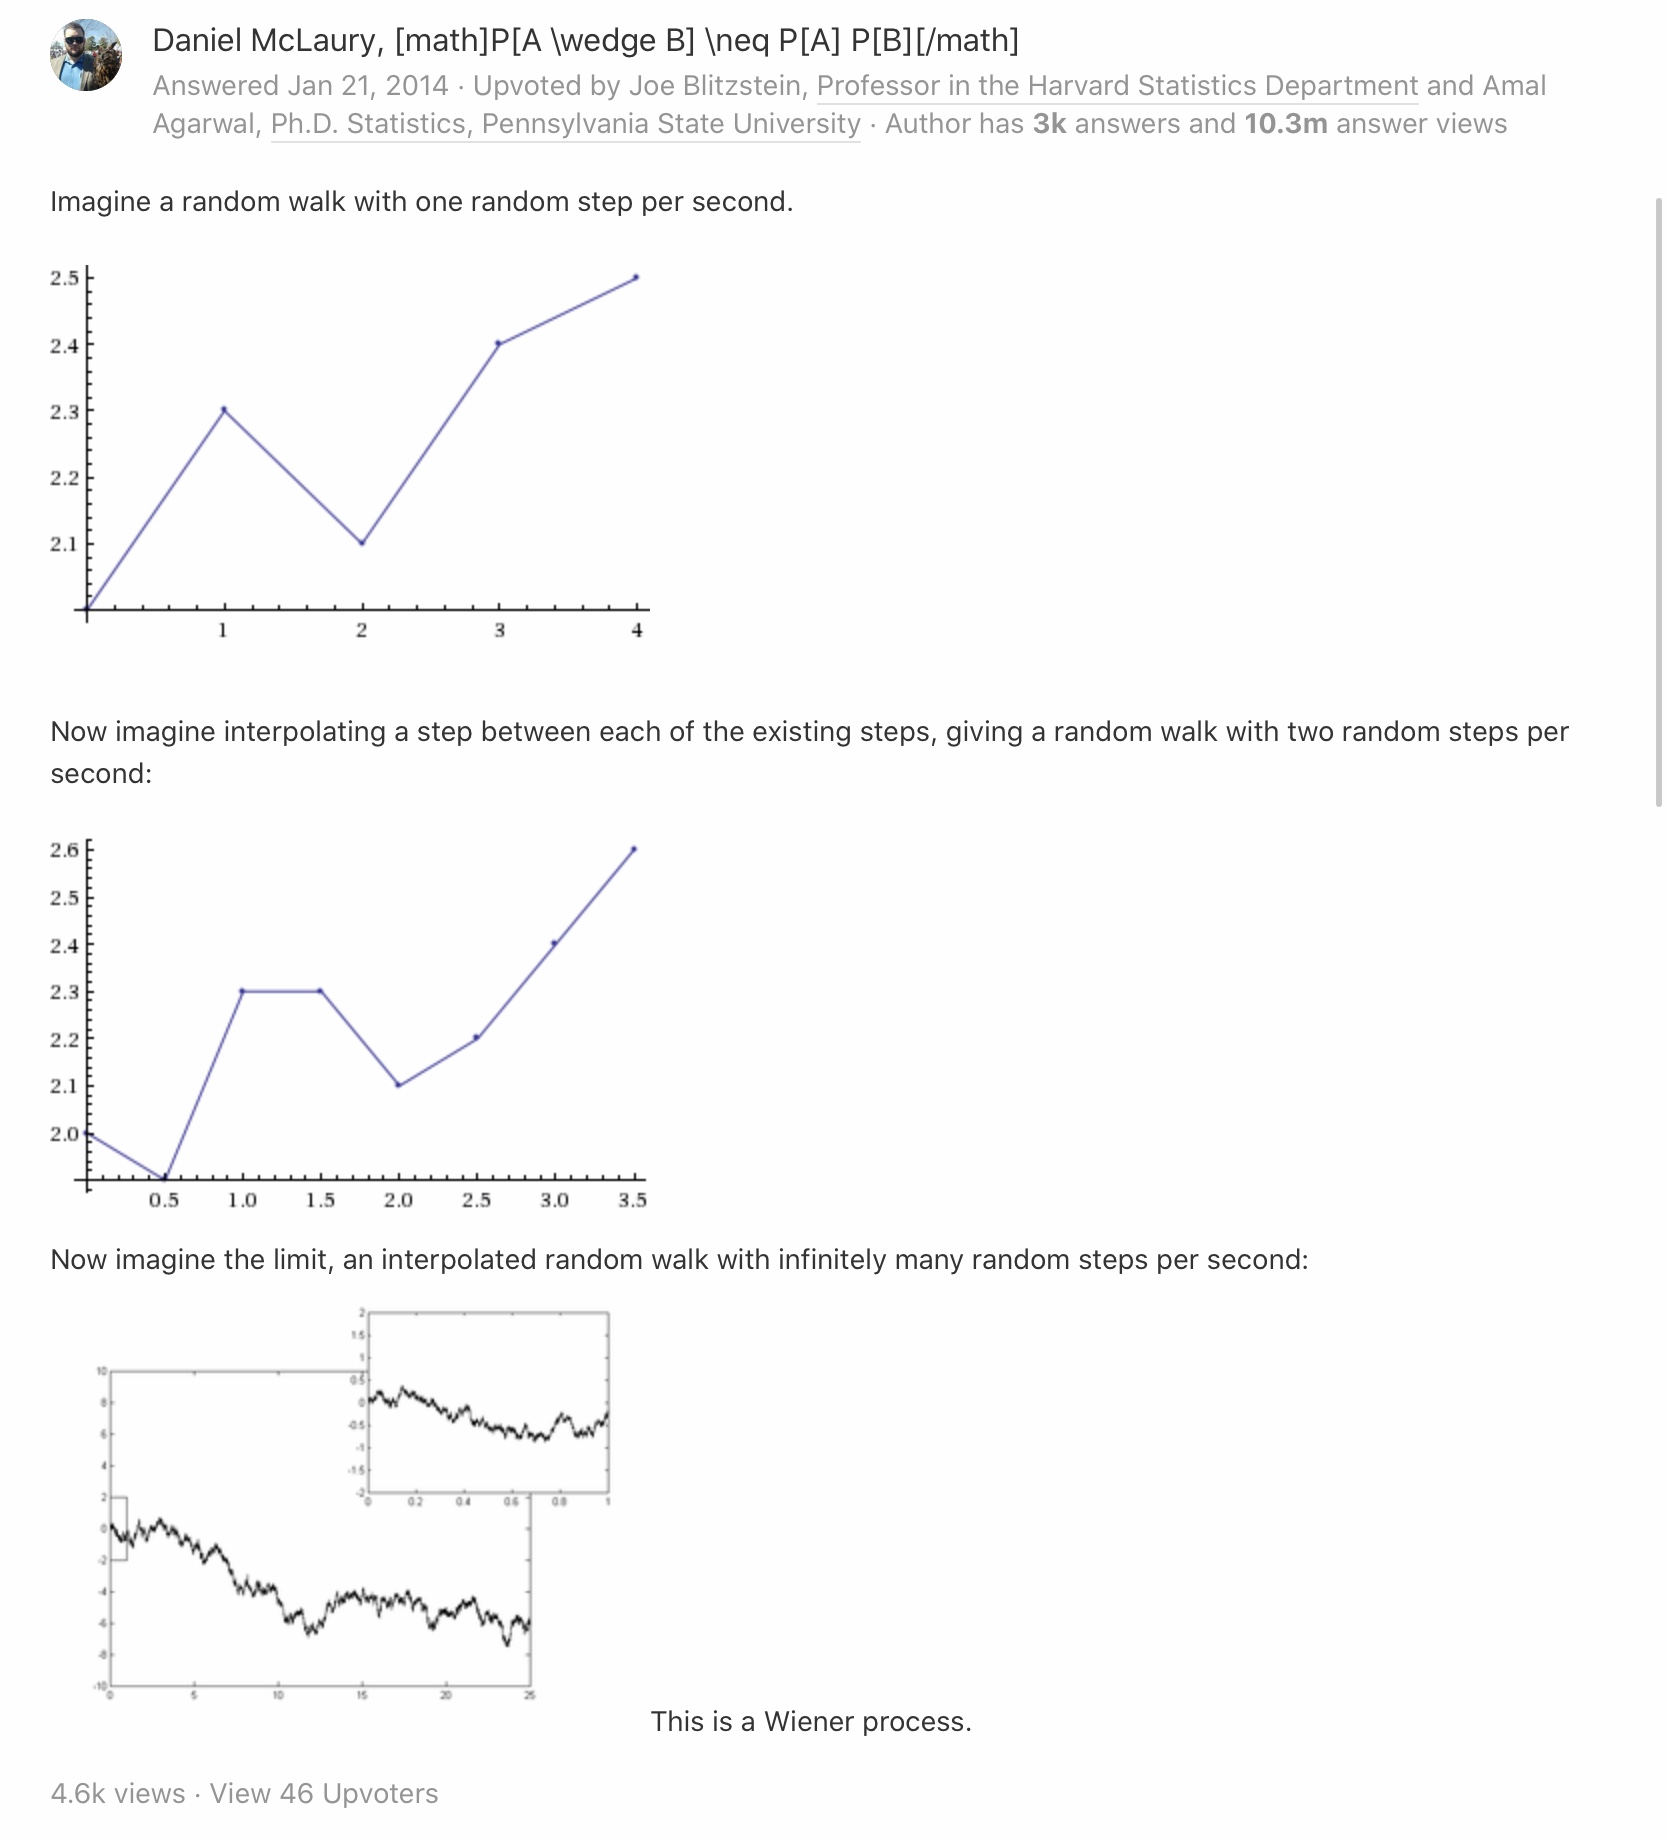 Daniel McLaury, [math]P[A \wedge B] \neq P[A] P[B][/math]
Answered Jan 21, 2014 · Upvoted by Joe Blitzstein, Professor in the Harvard Statistics Department and Amal
Agarwal, Ph.D. Statistics, Pennsylvania State University · Author has 3k answers and 10.3m answer views
Imagine a random walk with one random step per second.
2.5
2.4
2.3
2.2
2.1
1 2 3 4
Now imagine interpolating a step between each of the existing steps, giving a random walk with two random steps per
second:
2.6
2.5
2.4
2.3
2.2
2.1
2.0
0.5 1.0 1.5 2.0 2.5 3.0 3.5
Now imagine the limit, an interpolated random walk with infinitely many random steps per second:
2
1.5
1
0.5
0
-0.5
-1
-1.5
-2
0 0.2 0.4 0.6 0.8 1
10
8
6
4
2
0
-2
-4
-6
-8
-10
0 5 10 15 20 25
This is a Wiener process.
4.6k views · View 46 Upvoters